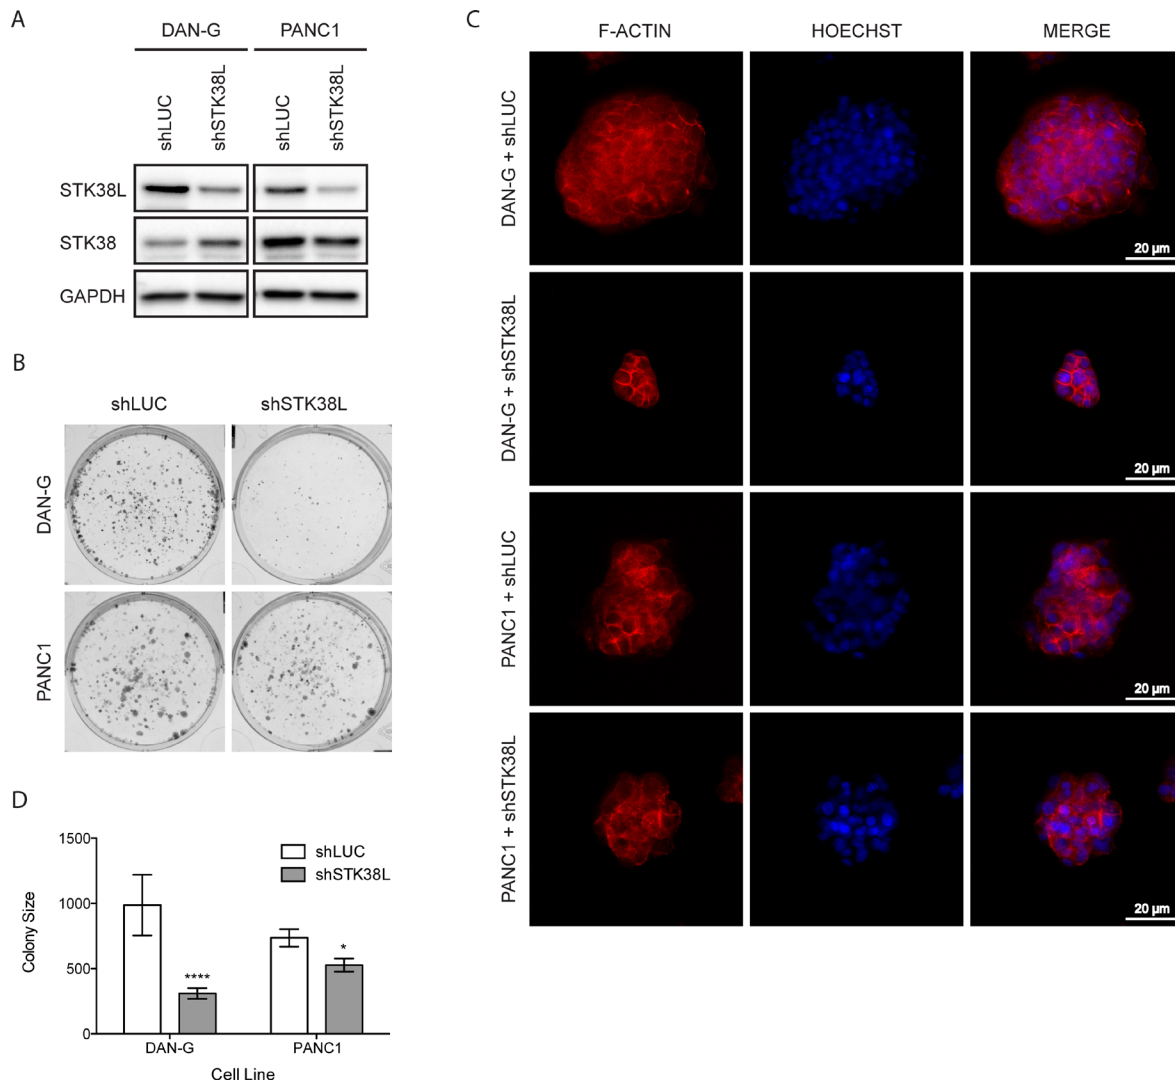 A
DAN-G PANC1
shLUC shSTK38L shLUC shSTK38L
STK38L
STK38
GAPDH
B
shLUC shSTK38L
DAN-G
PANC1
C
F-ACTIN HOECHST MERGE
DAN-G + shLUC
20 µm
DAN-G + shSTK38L
20 µm
PANC1 + shLUC
20 µm
PANC1 + shSTK38L
20 µm
D
Colony Size
1500
1000
500
0
shLUC
shSTK38L
****
*
DAN-G PANC1
Cell Line